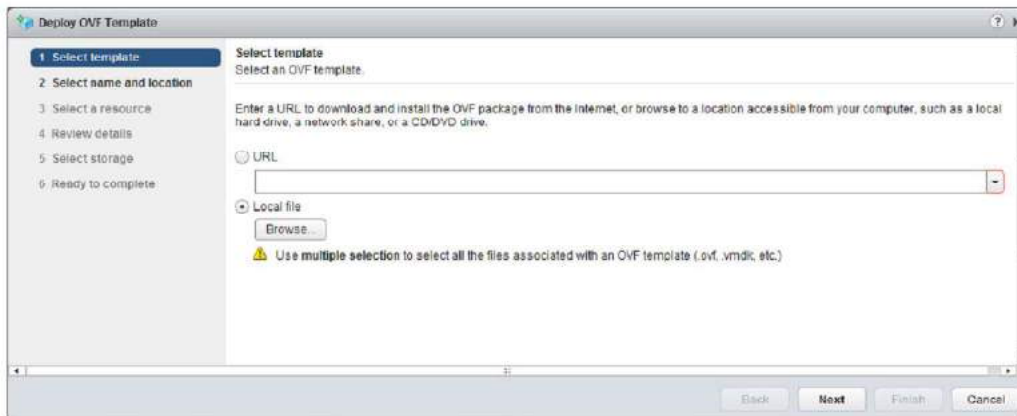 Deploy OVF Template
?
1 Select template
2 Select name and location
3 Select a resource
4 Review details
5 Select storage
6 Ready to complete
Select template
Select an OVF template.
Enter a URL to download and install the OVF package from the Internet, or browse to a location accessible from your computer, such as a local
hard drive, a network share, or a CD/DVD drive.
URL
Local file
Browse...
Use multiple selection to select all the files associated with an OVF template (.ovf, .vmdk, etc.)
Back Next Finish Cancel